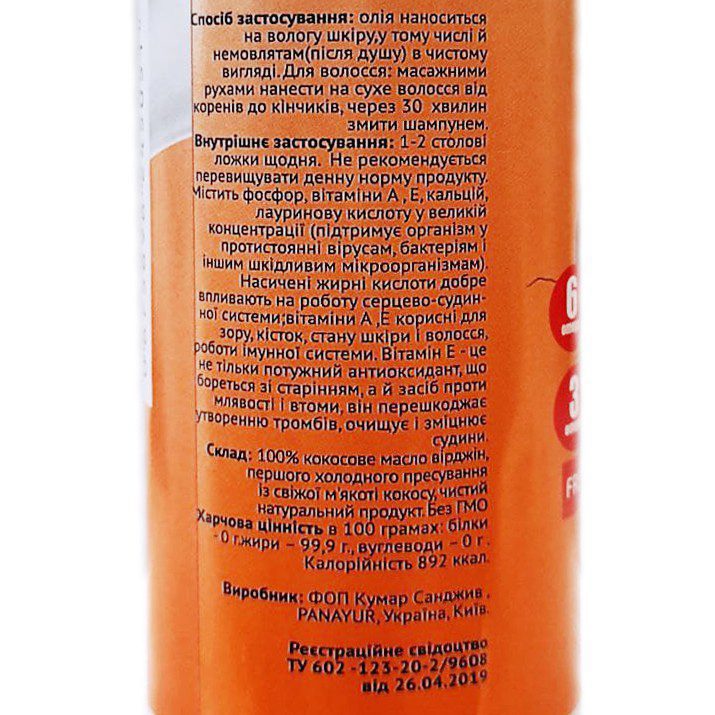 Спосіб застосування: олія наноситься
на вологу шкіру,у тому числі й
немовлятам(після душу) в чистому
вигляді. Для волосся: масажними
рухами нанести на сухе волосся від
коренів до кінчиків, через 30 хвилин
змити шампунем.
Внутрішнє застосування: 1-2 столові
ложки щодня. Не рекомендується
перевищувати денну норму продукту.
Містить фосфор, вітаміни А , Е, кальцій,
лауринову кислоту у великій
концентрації (підтримує організм у
протистоянні вірусам, бактеріям і
іншим шкідливим мікроорганізмам).
Насичені жирні кислоти добре
впливають на роботу серцево-судин-
ної системи;вітаміни А ,Е корисні для
зору, кісток, стану шкіри і волосся,
роботи імунної системи. Вітамін Е - це
не тільки потужний антиоксидант, що
бореться зі старінням, а й засіб проти
млявості і втоми, він перешкоджає
утворенню тромбів, очищує і зміцнює
судини.
Склад: 100% кокосове масло вірджін,
першого холодного пресування
із свіжої м'якоті кокосу, чистий
натуральний продукт. Без ГМО
Харчова цінність в 100 грамах: білки
- 0 г.жири – 99,9 г., вуглеводи – 0 г.
Калорійність 892 ккал.
Виробник: ФОП Кумар Санджив ,
PANAYUR, Україна, Київ.
Реєстраційне свідоцтво
ТУ 602 -123-20-2/9608
від 26.04.2019
6
3
FR